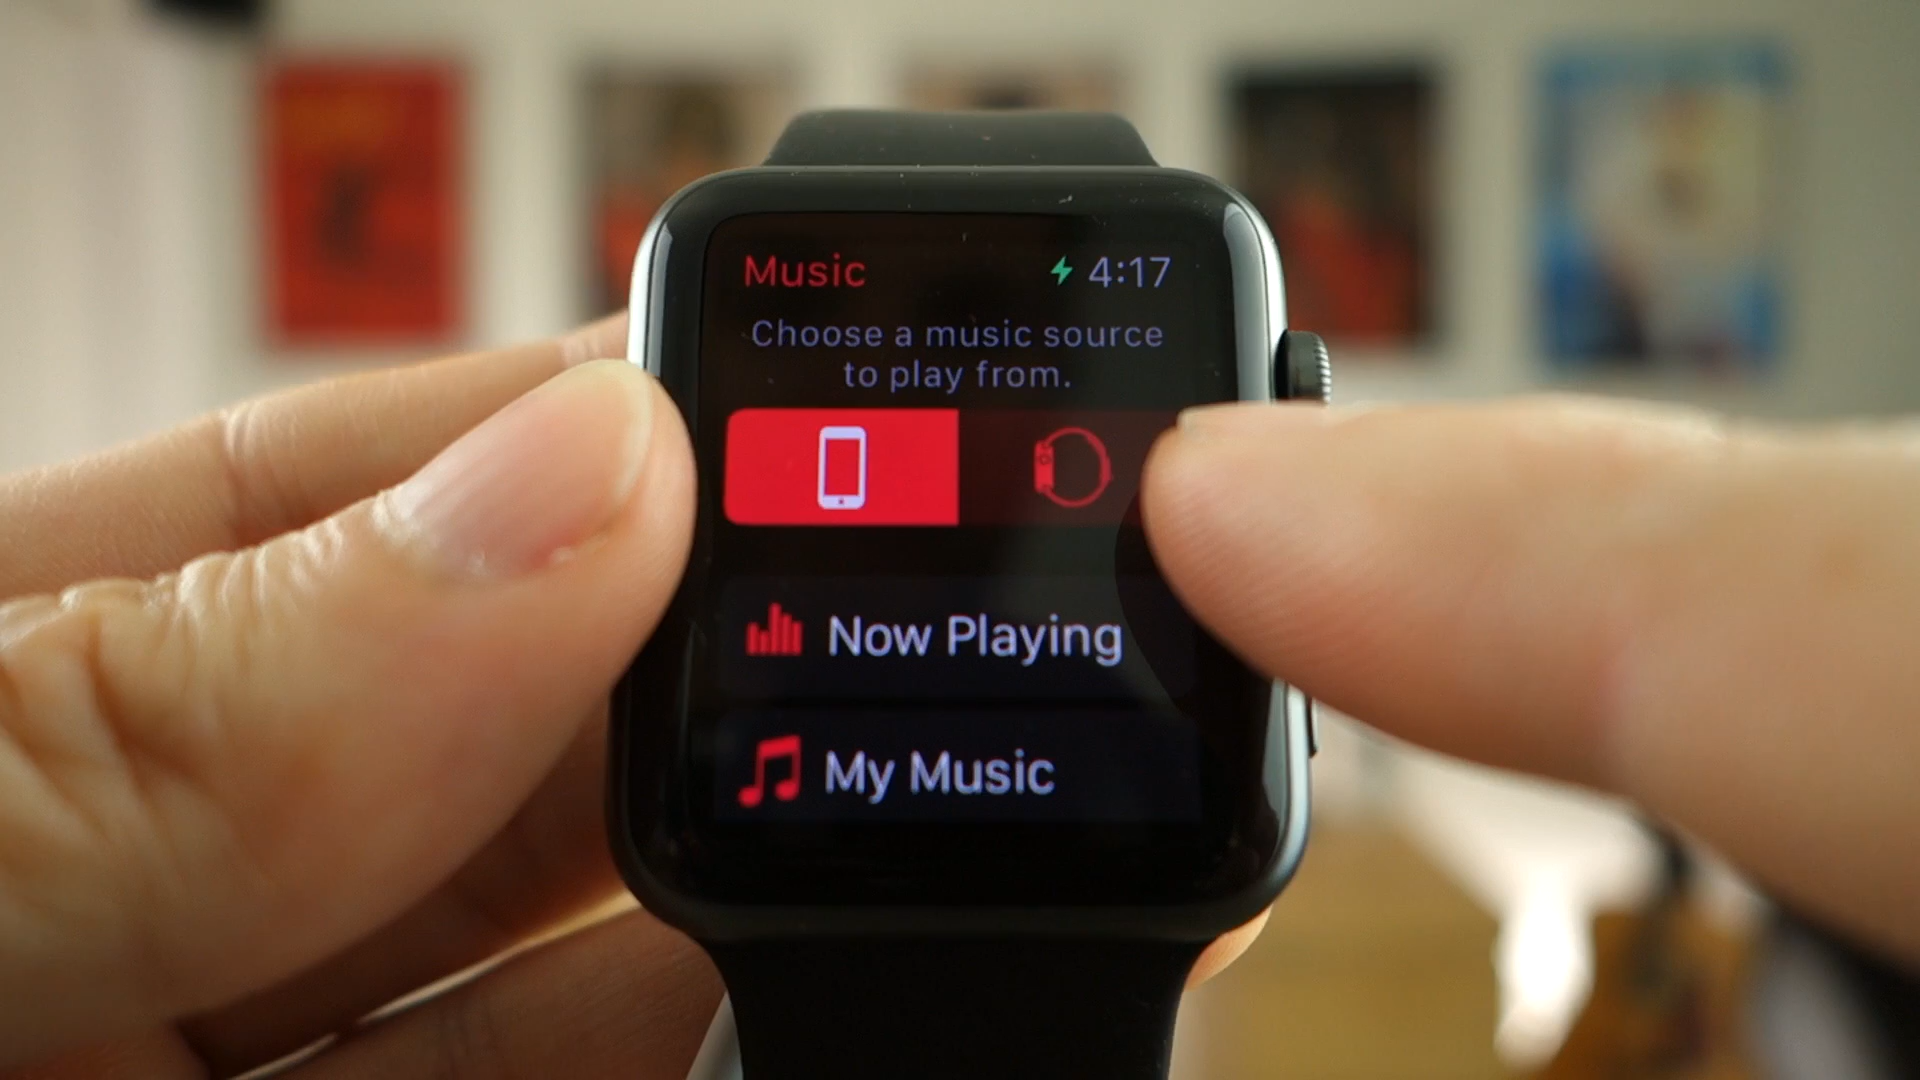 Music 4:17
Choose a music source
to play from.
Now Playing
My Music